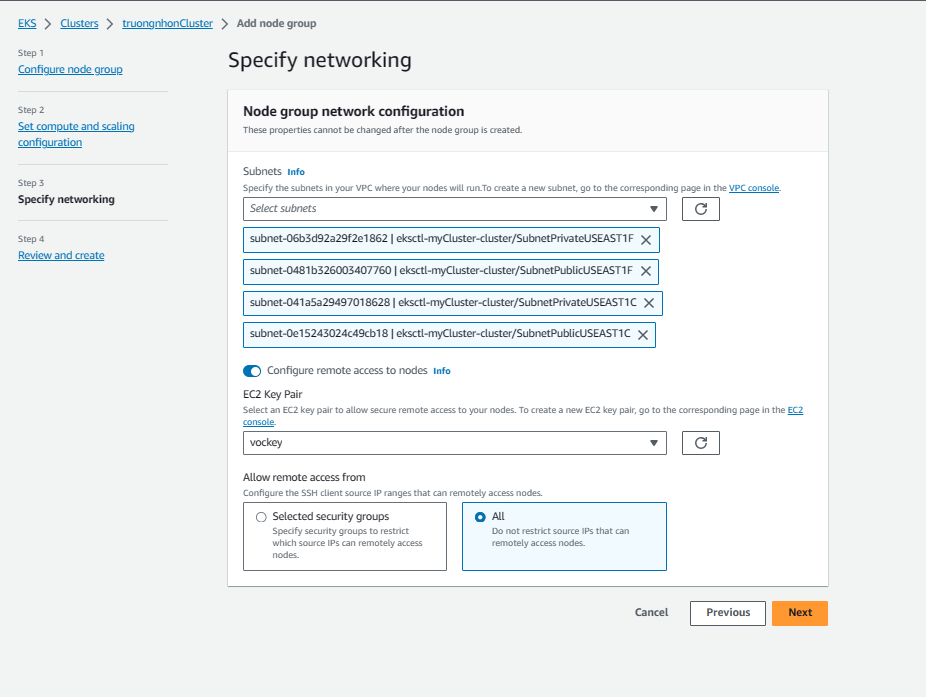 EKS > Clusters > truongnhonCluster > Add node group
Step 1
Configure node group
Step 2
Set compute and scaling
configuration
Step 3
Specify networking
Step 4
Review and create
Specify networking
Node group network configuration
These properties cannot be changed after the node group is created.
Subnets Info
Specify the subnets in your VPC where your nodes will run.To create a new subnet, go to the corresponding page in the VPC console.
Select subnets
subnet-06b3d92a29f2e1862 | eksctl-myCluster-cluster/SubnetPrivateUSEAST1F
subnet-0481b326003407760 | eksctl-myCluster-cluster/SubnetPublicUSEAST1F
subnet-041a5a29497018628 | eksctl-myCluster-cluster/SubnetPrivateUSEAST1C
subnet-0e15243024c49cb18 | eksctl-myCluster-cluster/SubnetPublicUSEAST1C
Configure remote access to nodes Info
EC2 Key Pair
Select an EC2 key pair to allow secure remote access to your nodes. To create a new EC2 key pair, go to the corresponding page in the EC2
console.
vockey
Allow remote access from
Configure the SSH client source IP ranges that can remotely access nodes.
Selected security groups
Specify security groups to restrict
which source IPs can remotely access
nodes.
All
Do not restrict source IPs that can
remotely access nodes.
Cancel Previous Next